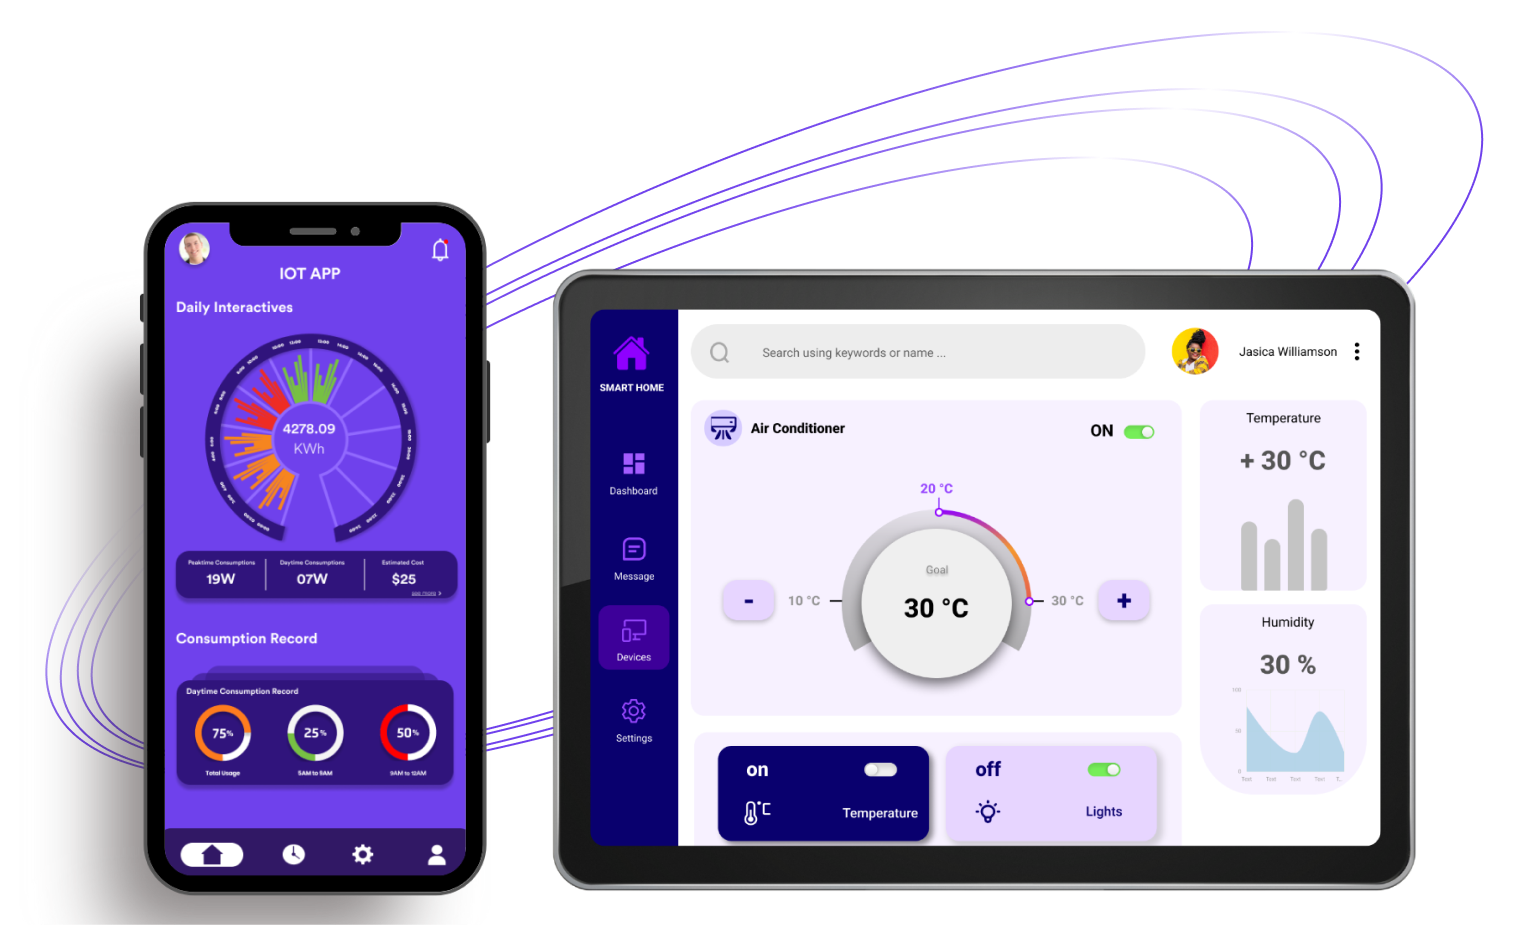 IOT APP
Daily Interactives
4278.09
KWh
Peaktime Consumptions
19W
Daytime Consumptions
07W
Estimated Cost
$25
see more >
Consumption Record
Daytime Consumption Record
75%
25%
50%
Total Usage
5AM to 9AM
9AM to 12AM
SMART HOME
Dashboard
Message
Devices
Settings
Search using keywords or name ...
Jasica Williamson
Air Conditioner
ON
20 °C
10 °C
30 °C
Goal
30 °C
-
+
on
°C
Temperature
off
Lights
Temperature
+ 30 °C
Humidity
30 %